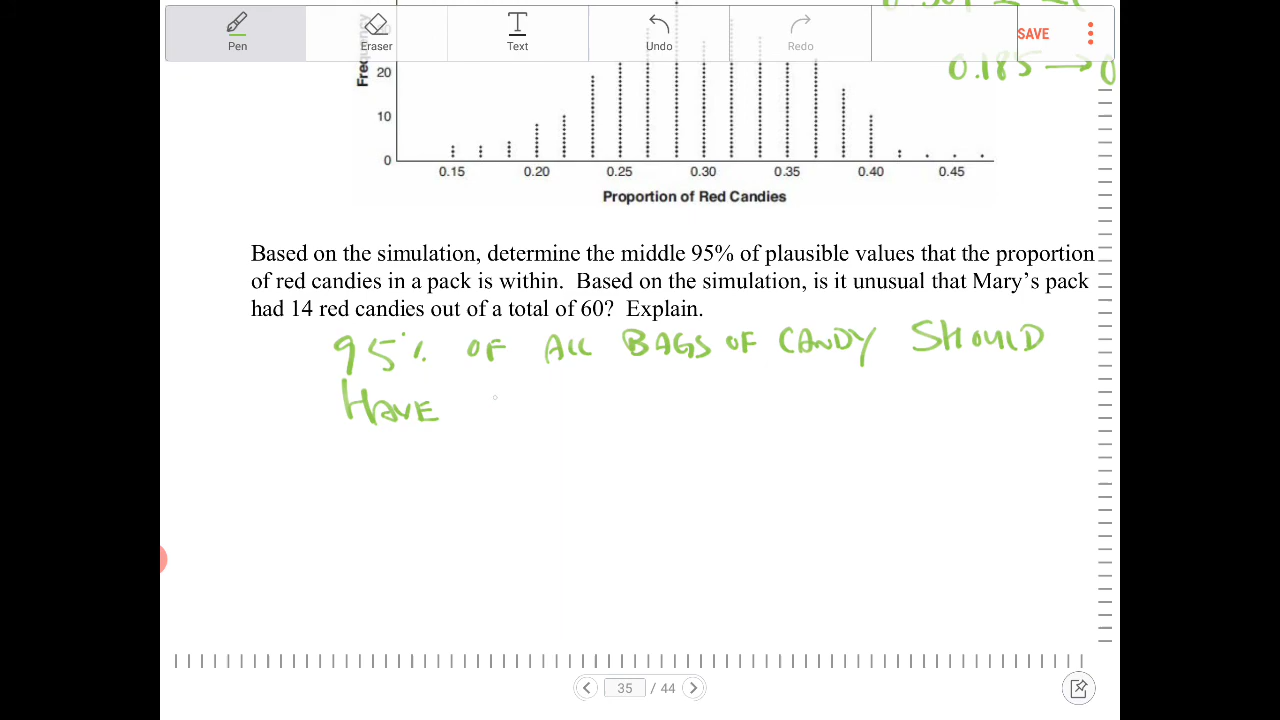 Pen
Eraser
Text
Undo
Redo
SAVE
0.185 → 0
20
10
0
0.15 0.20 0.25 0.30 0.35 0.40 0.45
Proportion of Red Candies
Based on the simulation, determine the middle 95% of plausible values that the proportion
of red candies in a pack is within. Based on the simulation, is it unusual that Mary’s pack
had 14 red candies out of a total of 60? Explain.
95% OF ALL BAGS OF CANDY SHOULD
HAVE
35 / 44